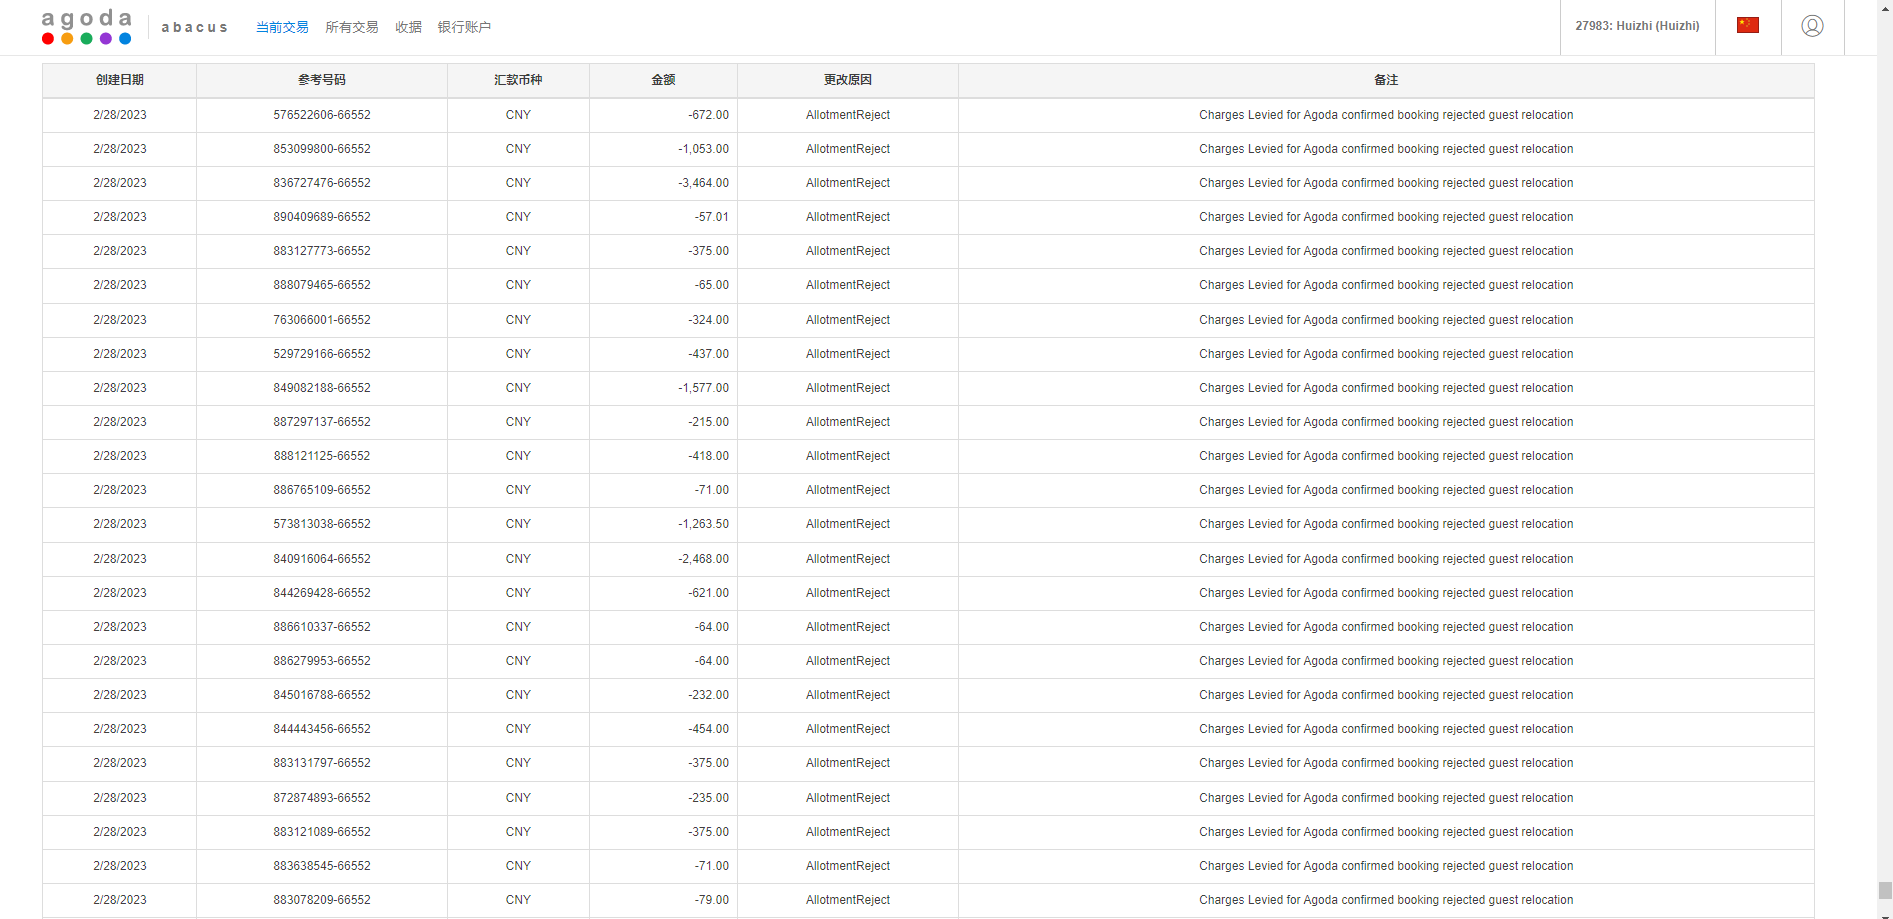 agoda abacus 当前交易 所有交易 收据 银行账户 27983: Huizhi (Huizhi)
创建日期 参考号码 汇款币种 金额 更改原因 备注
2/28/2023 576522606-66552 CNY -672.00 AllotmentReject Charges Levied for Agoda confirmed booking rejected guest relocation
2/28/2023 853099800-66552 CNY -1,053.00 AllotmentReject Charges Levied for Agoda confirmed booking rejected guest relocation
2/28/2023 836727476-66552 CNY -3,464.00 AllotmentReject Charges Levied for Agoda confirmed booking rejected guest relocation
2/28/2023 890409689-66552 CNY -57.01 AllotmentReject Charges Levied for Agoda confirmed booking rejected guest relocation
2/28/2023 883127773-66552 CNY -375.00 AllotmentReject Charges Levied for Agoda confirmed booking rejected guest relocation
2/28/2023 888079465-66552 CNY -65.00 AllotmentReject Charges Levied for Agoda confirmed booking rejected guest relocation
2/28/2023 763066001-66552 CNY -324.00 AllotmentReject Charges Levied for Agoda confirmed booking rejected guest relocation
2/28/2023 529729166-66552 CNY -437.00 AllotmentReject Charges Levied for Agoda confirmed booking rejected guest relocation
2/28/2023 849082188-66552 CNY -1,577.00 AllotmentReject Charges Levied for Agoda confirmed booking rejected guest relocation
2/28/2023 887297137-66552 CNY -215.00 AllotmentReject Charges Levied for Agoda confirmed booking rejected guest relocation
2/28/2023 888121125-66552 CNY -418.00 AllotmentReject Charges Levied for Agoda confirmed booking rejected guest relocation
2/28/2023 886765109-66552 CNY -71.00 AllotmentReject Charges Levied for Agoda confirmed booking rejected guest relocation
2/28/2023 573813038-66552 CNY -1,263.50 AllotmentReject Charges Levied for Agoda confirmed booking rejected guest relocation
2/28/2023 840916064-66552 CNY -2,468.00 AllotmentReject Charges Levied for Agoda confirmed booking rejected guest relocation
2/28/2023 844269428-66552 CNY -621.00 AllotmentReject Charges Levied for Agoda confirmed booking rejected guest relocation
2/28/2023 886610337-66552 CNY -64.00 AllotmentReject Charges Levied for Agoda confirmed booking rejected guest relocation
2/28/2023 886279953-66552 CNY -64.00 AllotmentReject Charges Levied for Agoda confirmed booking rejected guest relocation
2/28/2023 845016788-66552 CNY -232.00 AllotmentReject Charges Levied for Agoda confirmed booking rejected guest relocation
2/28/2023 844443456-66552 CNY -454.00 AllotmentReject Charges Levied for Agoda confirmed booking rejected guest relocation
2/28/2023 883131797-66552 CNY -375.00 AllotmentReject Charges Levied for Agoda confirmed booking rejected guest relocation
2/28/2023 872874893-66552 CNY -235.00 AllotmentReject Charges Levied for Agoda confirmed booking rejected guest relocation
2/28/2023 883121089-66552 CNY -375.00 AllotmentReject Charges Levied for Agoda confirmed booking rejected guest relocation
2/28/2023 883638545-66552 CNY -71.00 AllotmentReject Charges Levied for Agoda confirmed booking rejected guest relocation
2/28/2023 883078209-66552 CNY -79.00 AllotmentReject Charges Levied for Agoda confirmed booking rejected guest relocation